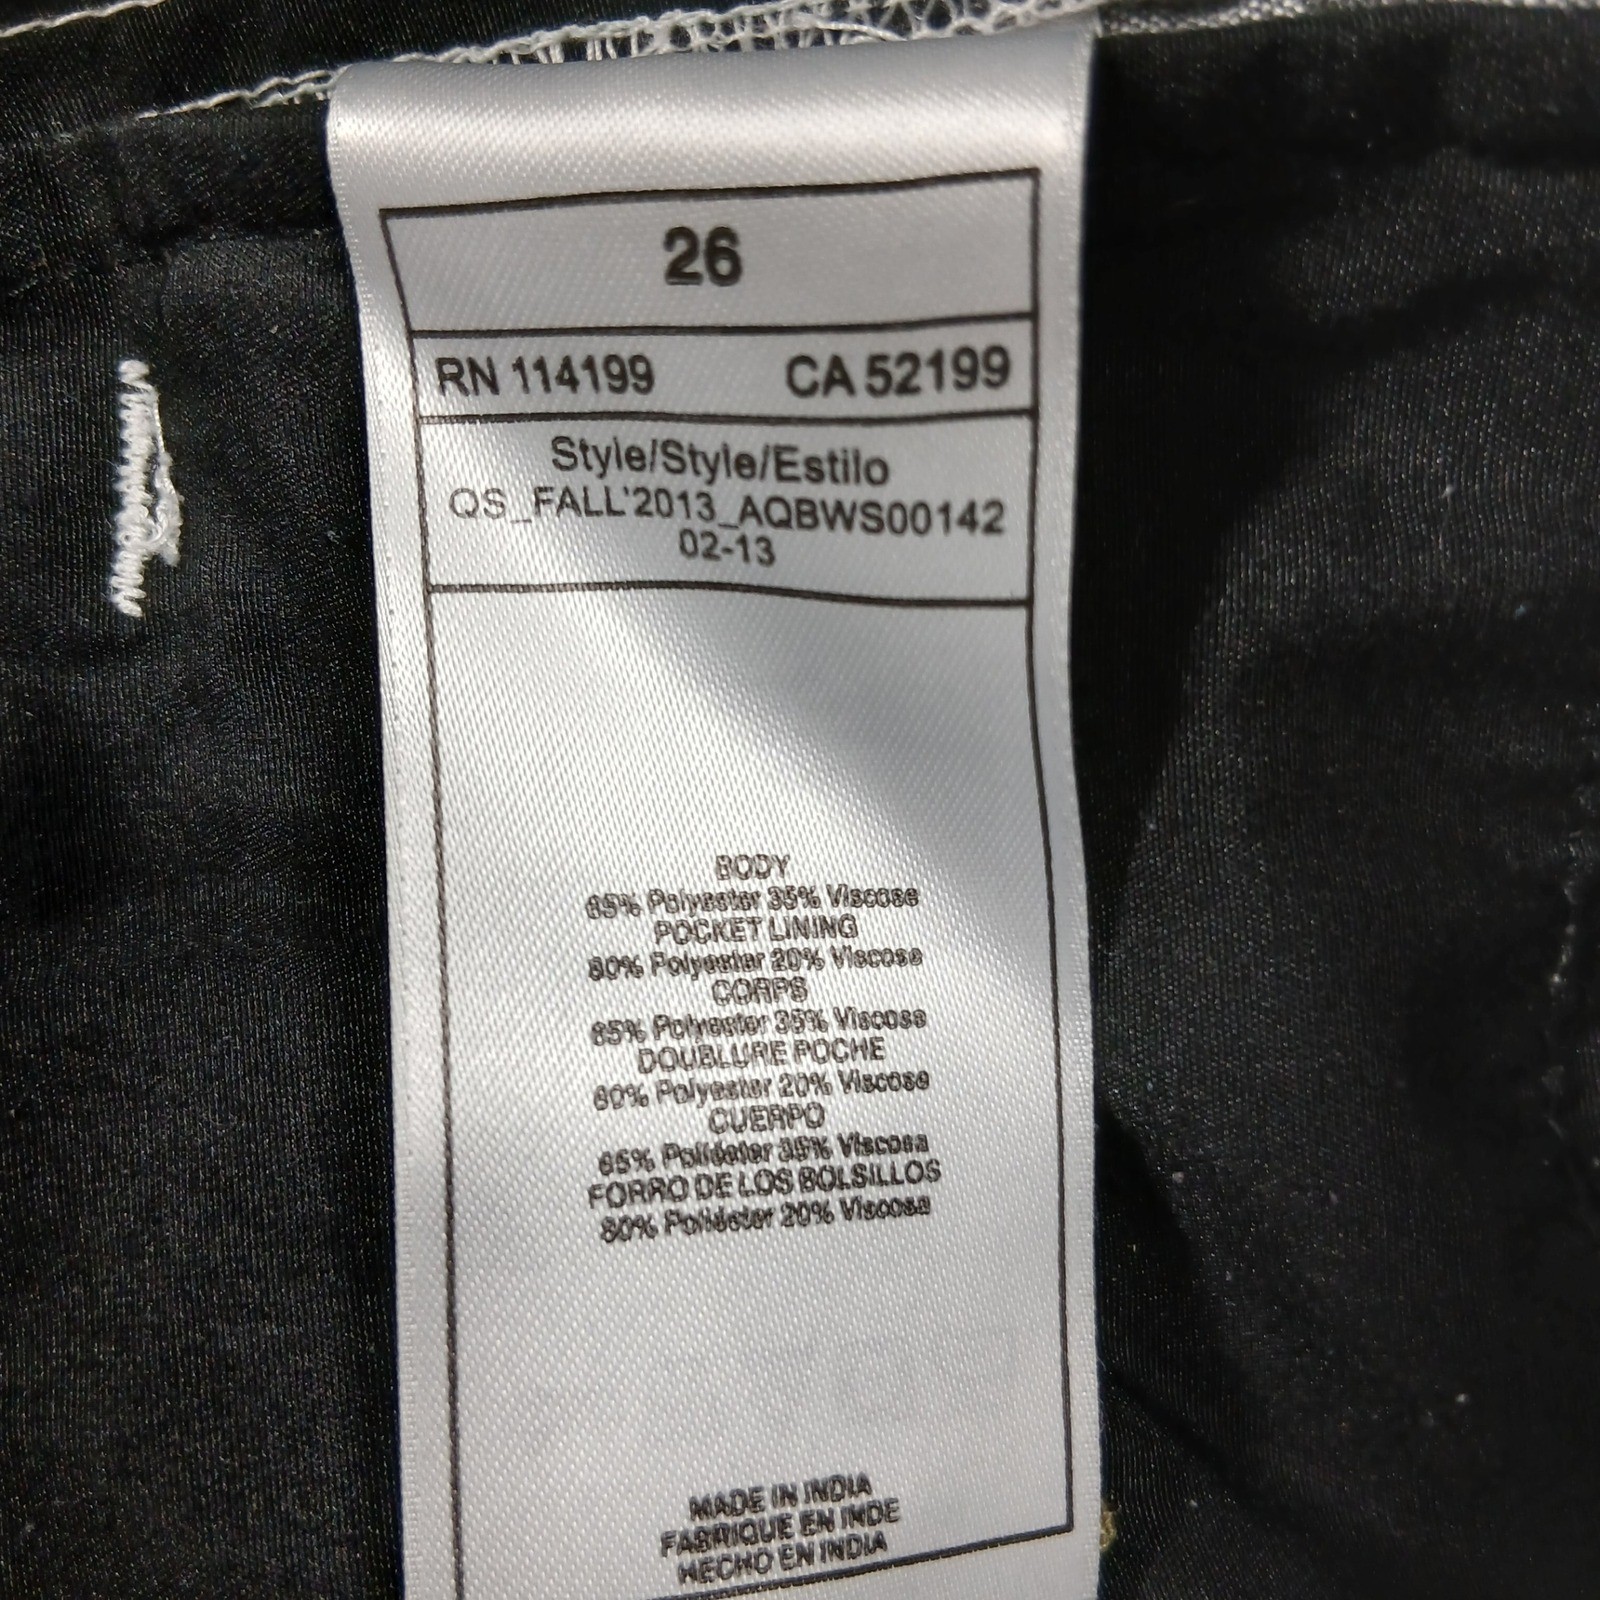 26
RN 114199 CA 52199
Style/Style/Estilo
QS_FALL'2013_AQBWS00142
02-13
BODY
65% Polyester 35% Viscose
POCKET LINING
80% Polyester 20% Viscose
CORPS
65% Polyester 35% Viscose
DOUBLURE POCHE
80% Polyester 20% Viscose
CUERPO
65% Poliéster 35% Viscosa
FORRO DE LOS BOLSILLOS
80% Poliéster 20% Viscosa
MADE IN INDIA
FABRIQUE EN INDE
HECHO EN INDIA